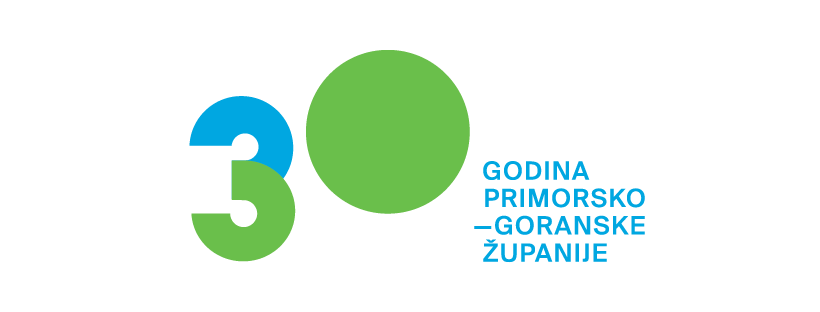 30
GODINA
PRIMORSKO
—GORANSKE
ŽUPANIJE